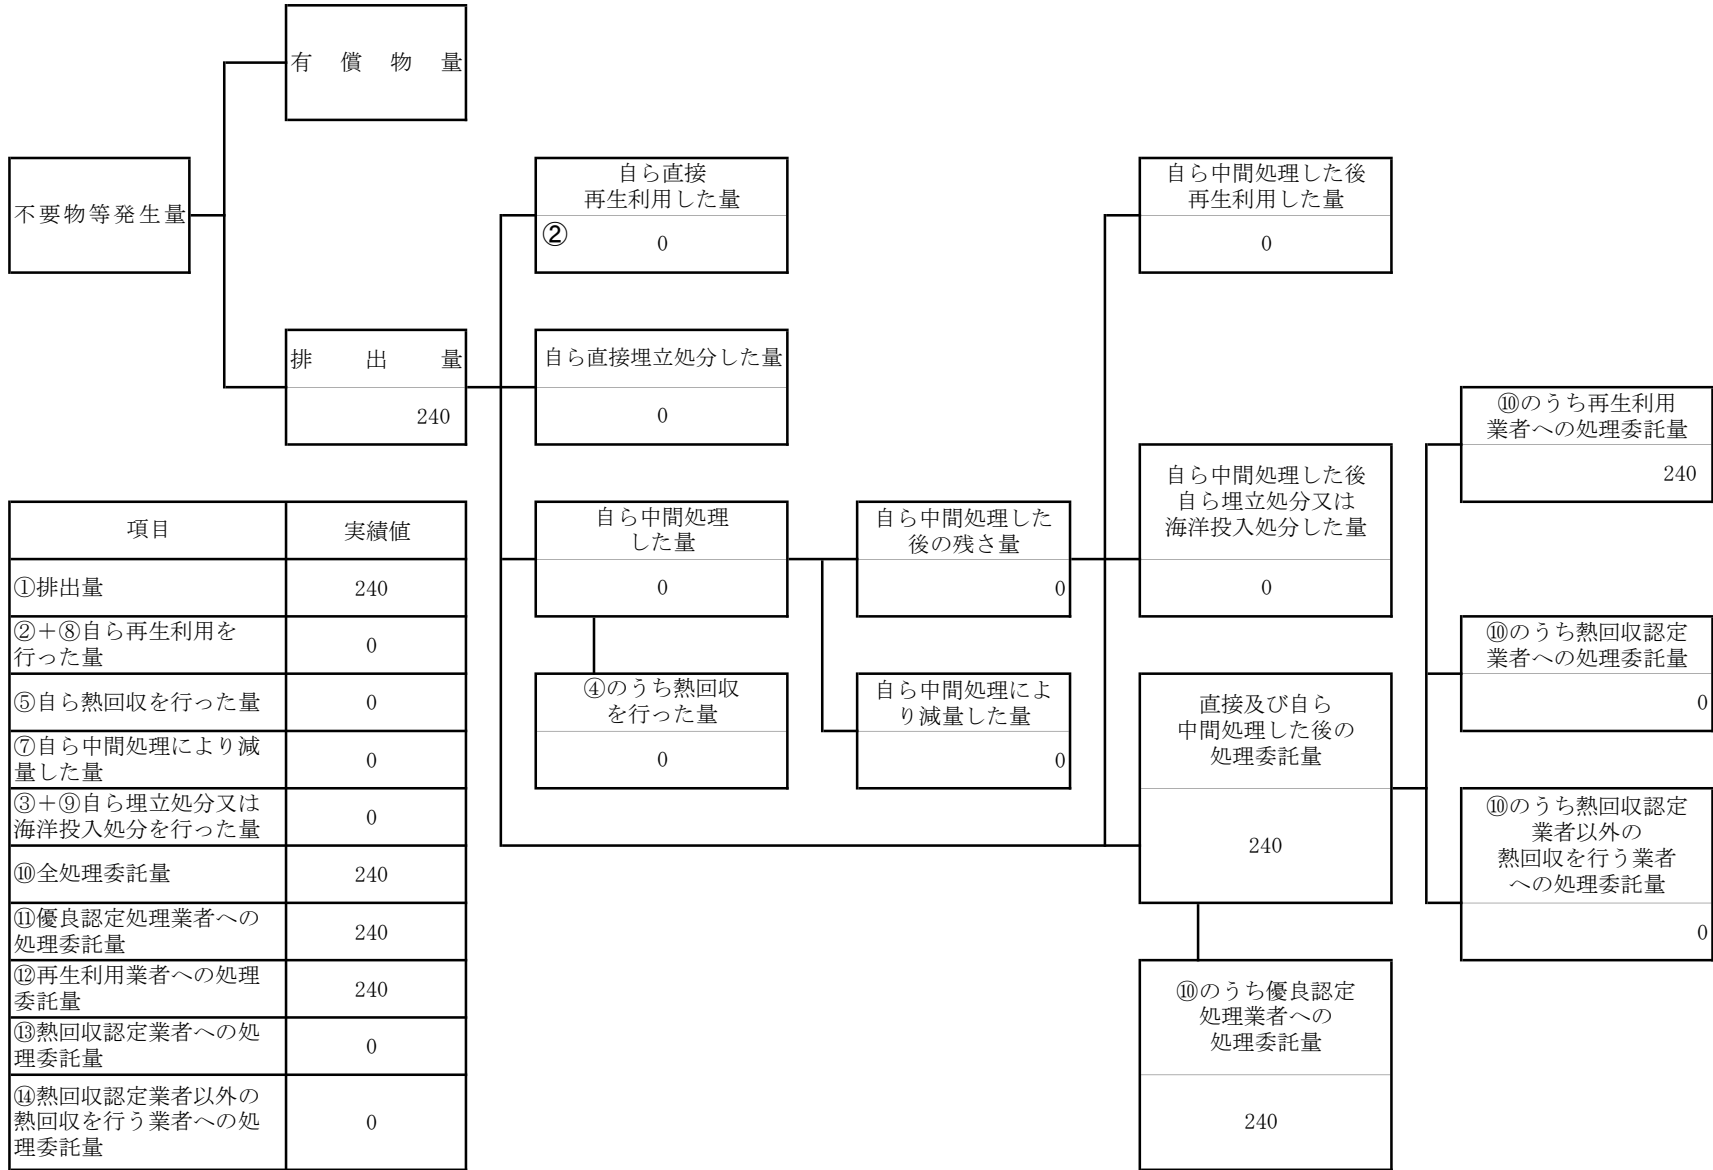 有償物量
不要物等発生量
自ら直接
再生利用した量
②
0
自ら中間処理した後
再生利用した量
0
排出量
240
自ら直接埋立処分した量
0
⑩のうち再生利用
業者への処理委託量
240
自ら中間処理
した量
0
自ら中間処理した
後の残さ量
0
自ら中間処理した後
自ら埋立処分又は
海洋投入処分した量
0
⑩のうち熱回収認定
業者への処理委託量
0
④のうち熱回収
を行った量
0
自ら中間処理によ
り減量した量
0
直接及び自ら
中間処理した後の
処理委託量
240
⑩のうち熱回収認定
業者以外の
熱回収を行う業者
への処理委託量
0
⑩のうち優良認定
処理業者への
処理委託量
240
項目 実績値
①排出量 240
②+⑧自ら再生利用を
行った量 0
⑤自ら熱回収を行った量 0
⑦自ら中間処理により減
量した量 0
③+⑨自ら埋立処分又は
海洋投入処分を行った量 0
⑩全処理委託量 240
⑪優良認定処理業者への
処理委託量 240
⑫再生利用業者への処理
委託量 240
⑬熱回収認定業者への処
理委託量 0
⑭熱回収認定業者以外の
熱回収を行う業者への処
理委託量 0